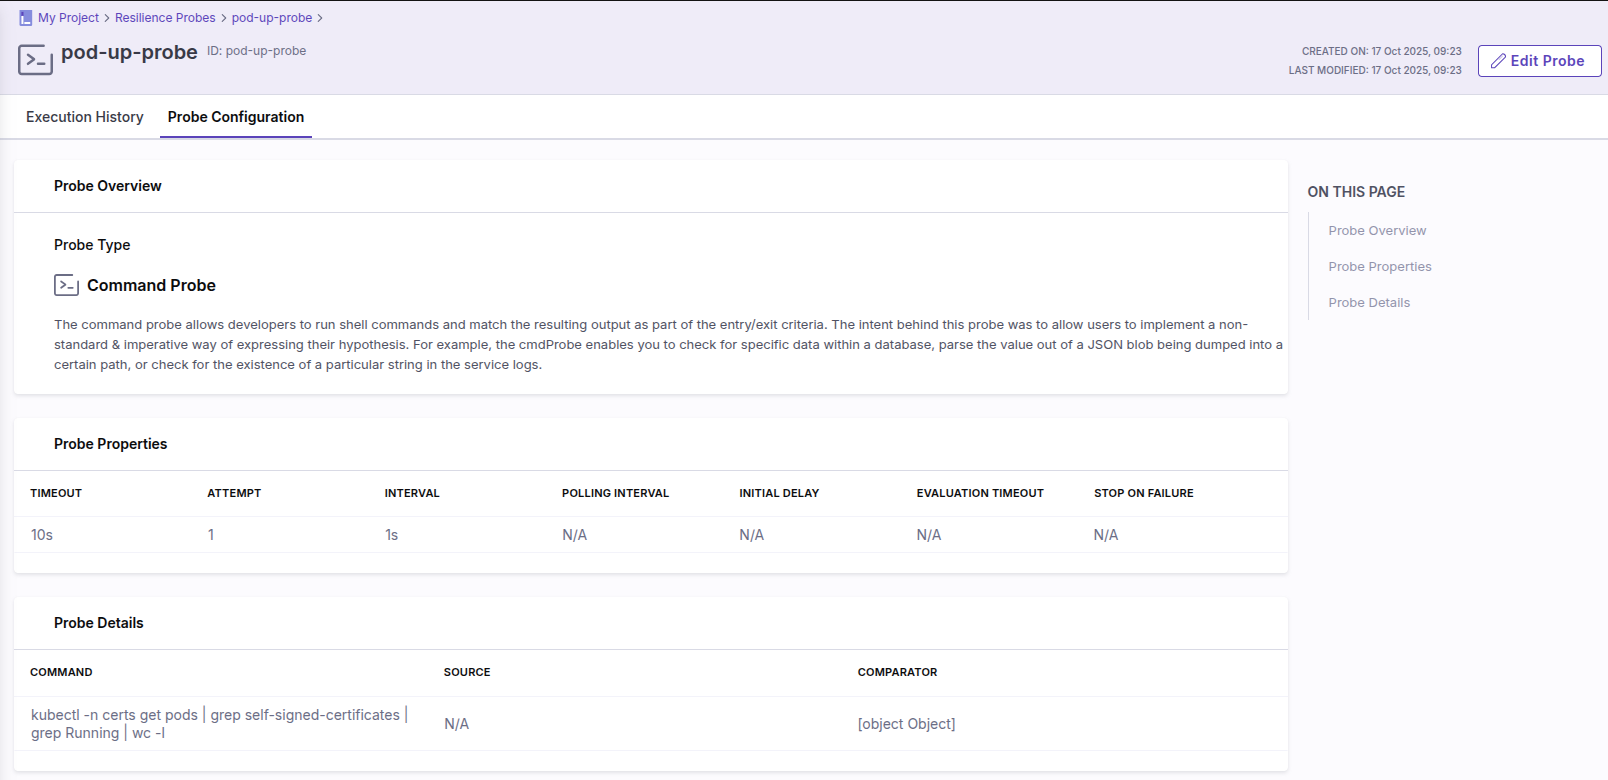 My Project > Resilience Probes > pod-up-probe >
pod-up-probe ID: pod-up-probe
CREATED ON: 17 Oct 2025, 09:23
LAST MODIFIED: 17 Oct 2025, 09:23
Edit Probe
Execution History Probe Configuration
Probe Overview
Probe Type
Command Probe
The command probe allows developers to run shell commands and match the resulting output as part of the entry/exit criteria. The intent behind this probe was to allow users to implement a non-
standard & imperative way of expressing their hypothesis. For example, the cmdProbe enables you to check for specific data within a database, parse the value out of a JSON blob being dumped into a
certain path, or check for the existence of a particular string in the service logs.
ON THIS PAGE
Probe Overview
Probe Properties
Probe Details
Probe Properties
TIMEOUT ATTEMPT INTERVAL POLLING INTERVAL INITIAL DELAY EVALUATION TIMEOUT STOP ON FAILURE
10s 1 1s N/A N/A N/A N/A
Probe Details
COMMAND SOURCE COMPARATOR
kubectl -n certs get pods | grep self-signed-certificates |
grep Running | wc -l
N/A
[object Object]